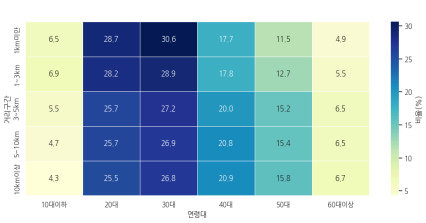 1km미만 6.5 28.7 30.6 17.7 11.5 4.9
1~3km 6.9 28.2 28.9 17.8 12.7 5.5
3~5km 5.5 25.7 27.2 20.0 15.2 6.5
5~10km 4.7 25.7 26.9 20.8 15.4 6.5
10km이상 4.3 25.5 26.8 20.9 15.8 6.7
10대이하 20대 30대 40대 50대 60대이상
연령대
거리구간
30
25
20
15
10
5
비율(%)